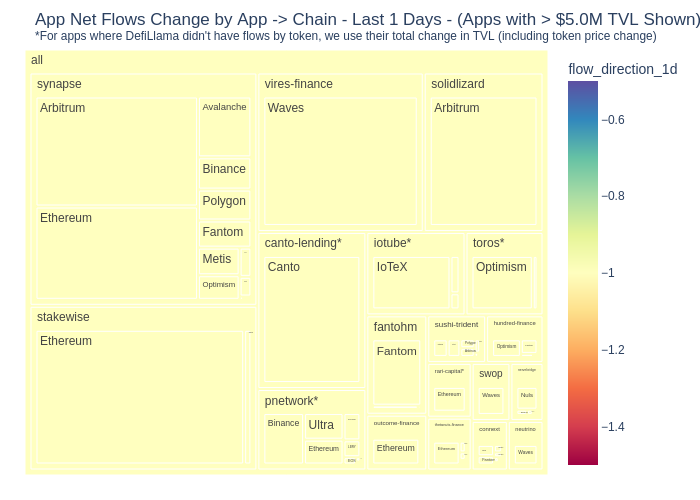 App Net Flows Change by App -> Chain - Last 1 Days - (Apps with > $5.0M TVL Shown)
*For apps where DefiLlama didn't have flows by token, we use their total change in TVL (including token price change)
all
flow_direction_1d
synapse
Arbitrum
Avalanche
Binance
Polygon
Ethereum
Fantom
Metis
Optimism
stakewise
Ethereum
vires-finance
Waves
solidlizard
Arbitrum
canto-lending*
Canto
iotube*
IoTeX
toros*
Optimism
pnetwork*
Binance
Ultra
Ethereum
fantohm
Fantom
sushi-trident
Polygon
Arbitrum
hundred-finance
Optimism
rari-capital*
Ethereum
swop
Waves
Nuls
outcome-finance
Ethereum
Ethereum
connext
neutrino
Waves
−0.6
−0.8
−1
−1.2
−1.4